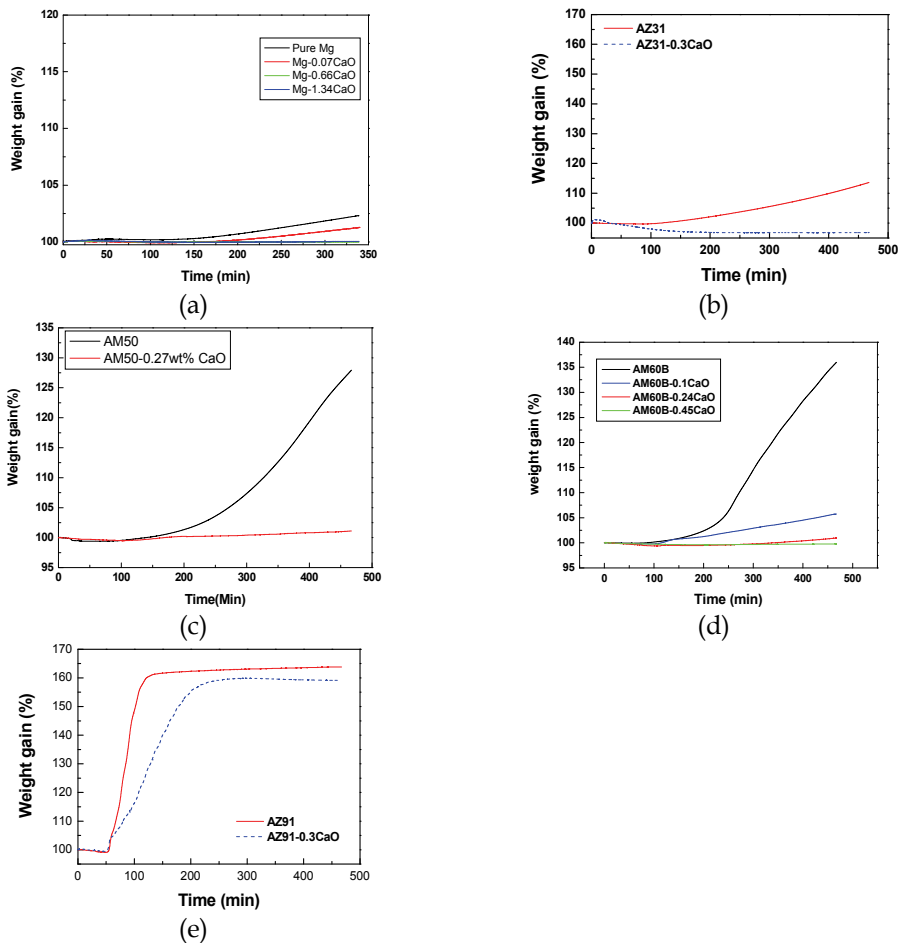 120
115
110
105
100
Weight gain (%)
Pure Mg
Mg-0.07CaO
Mg-0.66CaO
Mg-1.34CaO
0 50 100 150 200 250 300 350
Time (min)
(a)
170
160
150
140
130
120
110
100
90
Weight gain (%)
AZ31
AZ31-0.3CaO
0 100 200 300 400 500
Time (min)
(b)
135
130
125
120
115
110
105
100
95
Weight gain(%)
AM50
AM50-0.27wt% CaO
0 100 200 300 400 500
Time(Min)
(c)
140
135
130
125
120
115
110
105
100
95
weight gain (%)
AM60B
AM60B-0.1CaO
AM60B-0.24CaO
AM60B-0.45CaO
0 100 200 300 400 500
Time (min)
(d)
170
160
150
140
130
120
110
100
Weight gain (%)
AZ91
AZ91-0.3CaO
0 100 200 300 400 500
Time (min)
(e)